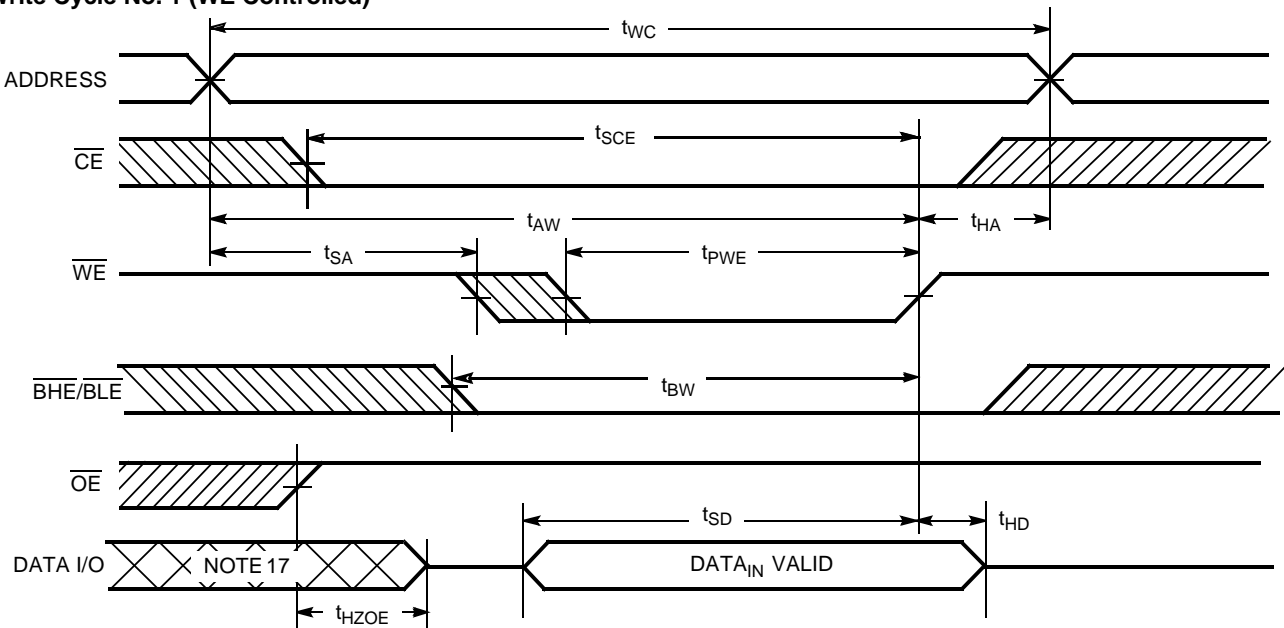 Write Cycle No. 1 (WE Controlled)
tWC
ADDRESS
tSCE
CE
tAW
tHA
tSA
tPWE
WE
tBW
BHE/BLE
OE
tSD
tHD
DATA I/O
NOTE 17
DATAIN VALID
tHZOE